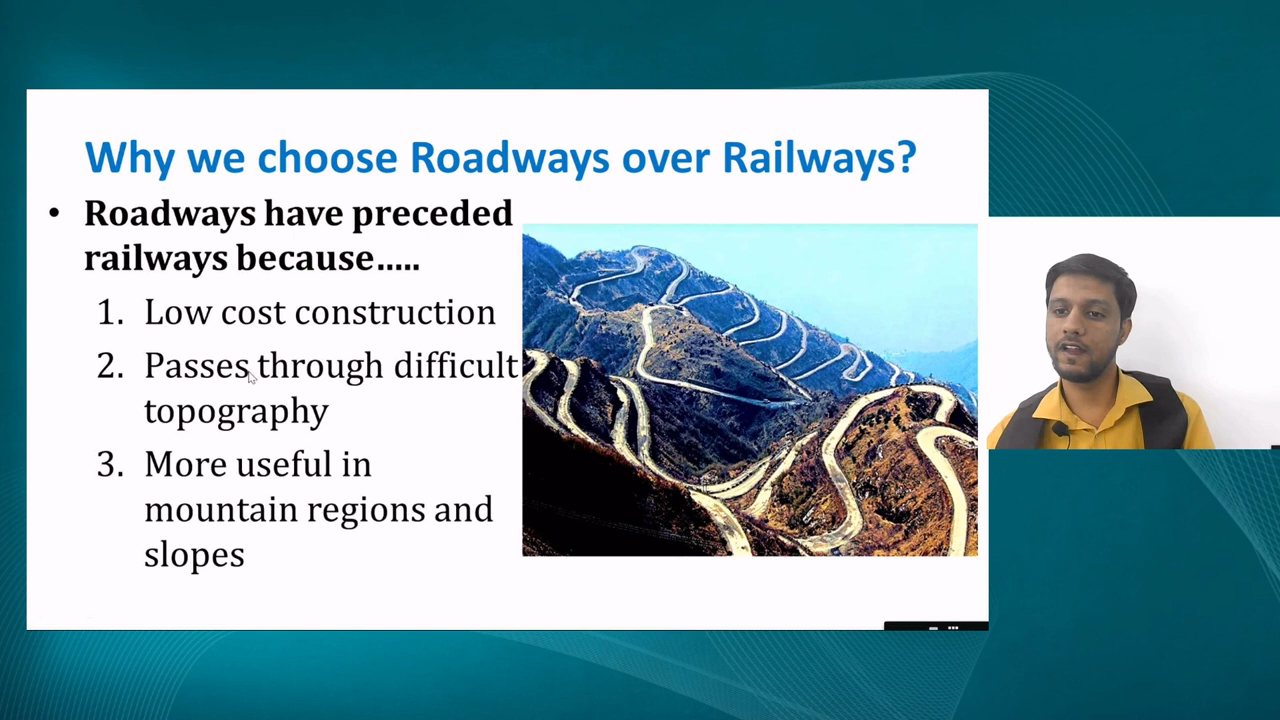 Why we choose Roadways over Railways?
• Roadways have preceded
railways because.....
1. Low cost construction
2. Passes through difficult
topography
3. More useful in
mountain regions and
slopes